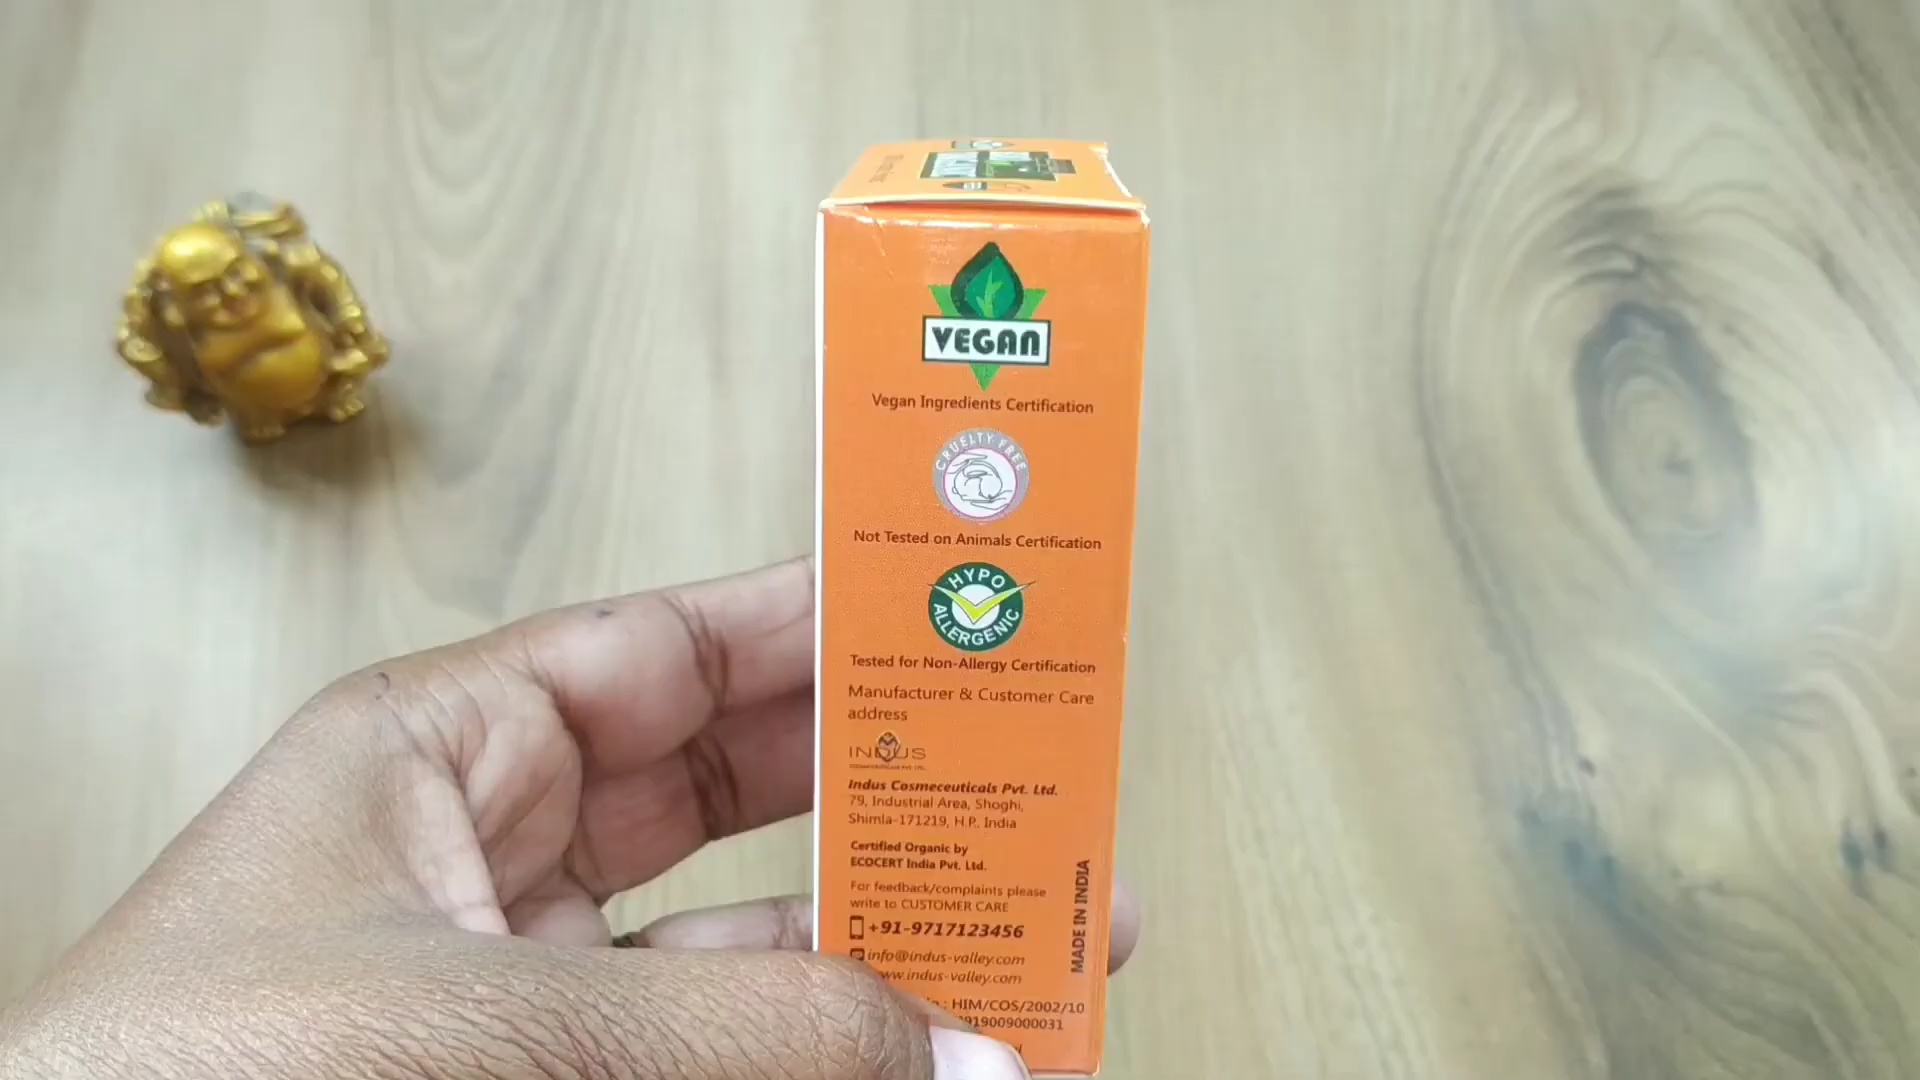 VEGAN
Vegan Ingredients Certification
CRUELTY FREE
Not Tested on Animals Certification
HYPO
ALLERGENIC
Tested for Non-Allergy Certification
Manufacturer & Customer Care
address
INDUS
Indus Cosmeceuticals Pvt. Ltd.
79, Industrial Area, Shoghi,
Shimla-171219, H.P. India
Certified Organic by
ECOCERT India Pvt. Ltd.
For feedback/complaints please
write to CUSTOMER CARE
+91-9717123456
info@indus-valley.com
www.indus-valley.com
: HIM/COS/2002/10
919009000031
MADE IN INDIA